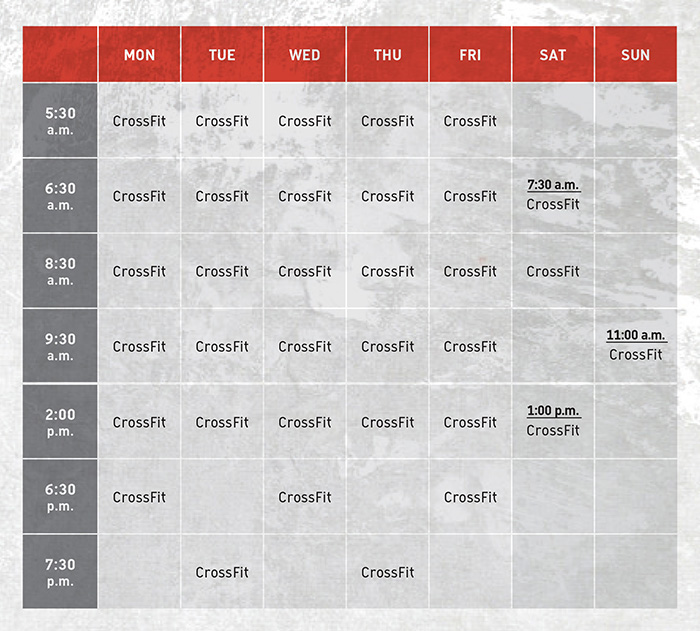 MON TUE WED THU FRI SAT SUN
5:30
a.m.
CrossFit CrossFit CrossFit CrossFit CrossFit
6:30
a.m.
CrossFit CrossFit CrossFit CrossFit CrossFit
7:30 a.m.
CrossFit
8:30
a.m.
CrossFit CrossFit CrossFit CrossFit CrossFit CrossFit
9:30
a.m.
CrossFit CrossFit CrossFit CrossFit CrossFit
11:00 a.m.
CrossFit
2:00
p.m.
CrossFit CrossFit CrossFit CrossFit CrossFit
1:00 p.m.
CrossFit
6:30
p.m.
CrossFit CrossFit CrossFit
7:30
p.m.
CrossFit CrossFit